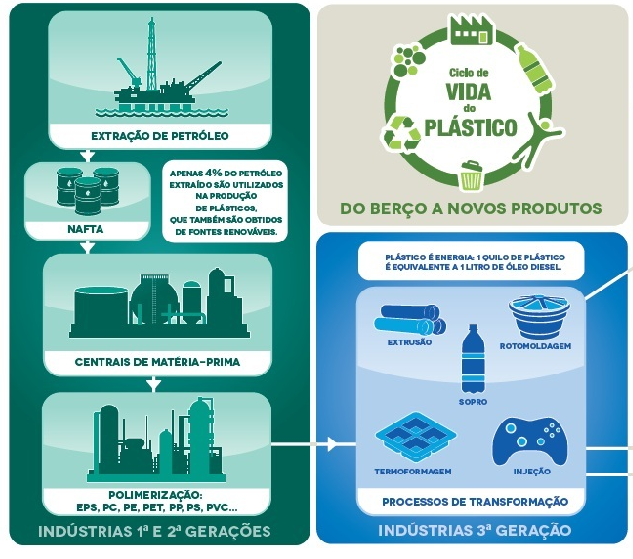 EXTRAÇÃO DE PETRÓLEO
NAFTA
APENAS 4% DO PETRÓLEO
EXTRAÍDO SÃO UTILIZADOS
NA PRODUÇÃO
DE PLÁSTICOS,
QUE TAMBÉM SÃO OBTIDOS
DE FONTES RENOVÁVEIS.
CENTRAIS DE MATÉRIA-PRIMA
POLIMERIZAÇÃO:
EPS, PC, PE, PET, PP, PS, PVC...
INDÚSTRIAS 1ª E 2ª GERAÇÕES
Ciclo de
VIDA
do
PLÁSTICO
DO BERÇO A NOVOS PRODUTOS
PLÁSTICO É ENERGIA: 1 QUILO DE PLÁSTICO
É EQUIVALENTE A 1 LITRO DE ÓLEO DIESEL
EXTRUSÃO
ROTOMOLDAGEM
SOPRO
TERMOFORMAGEM
INJEÇÃO
PROCESSOS DE TRANSFORMAÇÃO
INDÚSTRIAS 3ª GERAÇÃO